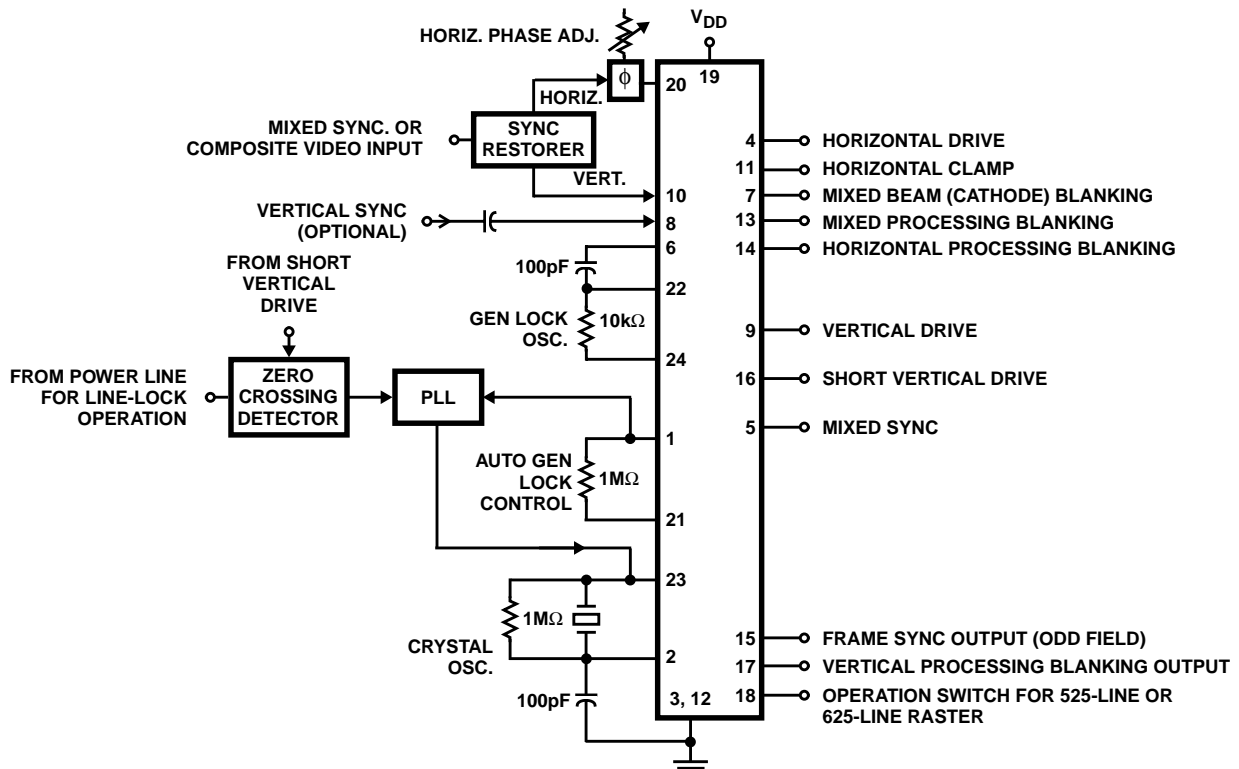 HORIZ. PHASE ADJ.
V<sub>DD</sub>
ϕ
20
19
HORIZ.
MIXED SYNC. OR
COMPOSITE VIDEO INPUT
SYNC
RESTORER
VERT.
10
VERTICAL SYNC
(OPTIONAL)
8
6
FROM SHORT
VERTICAL
DRIVE
100pF
22
GEN LOCK
OSC.
10kΩ
24
FROM POWER LINE
FOR LINE-LOCK
OPERATION
ZERO
CROSSING
DETECTOR
PLL
1
AUTO GEN
LOCK
CONTROL
1MΩ
21
23
1MΩ
CRYSTAL
OSC.
2
100pF
3, 12
4 HORIZONTAL DRIVE
11 HORIZONTAL CLAMP
7 MIXED BEAM (CATHODE) BLANKING
13 MIXED PROCESSING BLANKING
14 HORIZONTAL PROCESSING BLANKING
9 VERTICAL DRIVE
16 SHORT VERTICAL DRIVE
5 MIXED SYNC
15 FRAME SYNC OUTPUT (ODD FIELD)
17 VERTICAL PROCESSING BLANKING OUTPUT
18 OPERATION SWITCH FOR 525-LINE OR
625-LINE RASTER